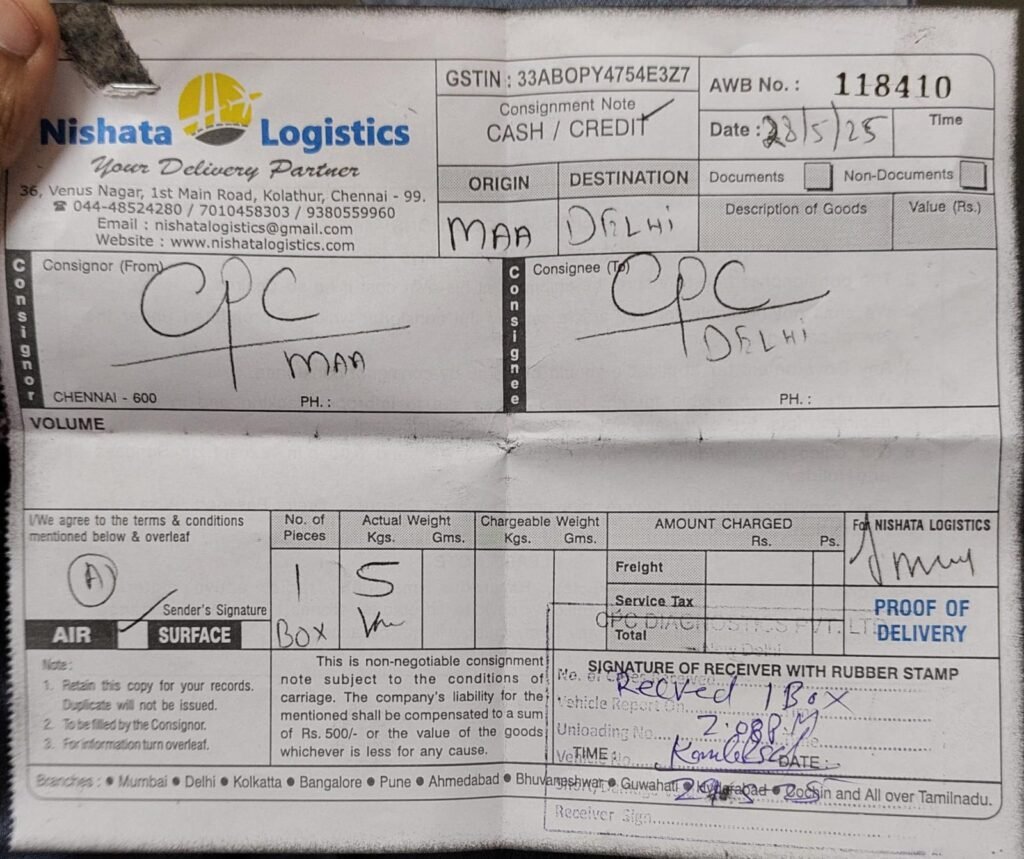 Nishata Logistics
Your Delivery Partner
36, Venus Nagar, 1st Main Road, Kolathur, Chennai - 99.
☎ 044-48524280 / 7010458303 / 9380559960
Email : nishatalogistics@gmail.com
Website : www.nishatalogistics.com
GSTIN : 33ABOPY4754E3Z7
Consignment Note
CASH / CREDIT
AWB No. : 118410
Date : 28/5/25
Time
ORIGIN
DESTINATION
MAA
DELHI
Documents
Non-Documents
Description of Goods
Value (Rs.)
Consignor
Consignor (From)
CPC
MAA
CHENNAI - 600
PH. :
Consignee
Consignee (To)
CPC
DELHI
PH. :
VOLUME
I/We agree to the terms & conditions
mentioned below & overleaf
A
Sender's Signature
AIR
SURFACE
No. of
Pieces
1
BOX
Actual Weight
Kgs. Gms.
5
Chargeable Weight
Kgs. Gms.
AMOUNT CHARGED
Rs. Ps.
Freight
Service Tax
Total
For NISHATA LOGISTICS
PROOF OF
DELIVERY
Note :
1. Retain this copy for your records.
Duplicate will not be issued.
2. To be filled by the Consignor.
3. For information turn overleaf.
This is non-negotiable consignment
note subject to the conditions of
carriage. The company's liability for the
mentioned shall be compensated to a sum
of Rs. 500/- or the value of the goods
whichever is less for any cause.
CPC DIAGNOSTICS PVT. LTD
New Delhi
SIGNATURE OF RECEIVER WITH RUBBER STAMP
No. of
Recved 1 Box
Vehicle Report On
Unloading No.
Vehicle No.
TIME :
DATE :
Branches : ● Mumbai ● Delhi ● Kolkatta ● Bangalore ● Pune ● Ahmedabad ● Bhuvaneshwar ● Guwahati ● Hyderabad ● Cochin and All over Tamilnadu.
Receiver Sign